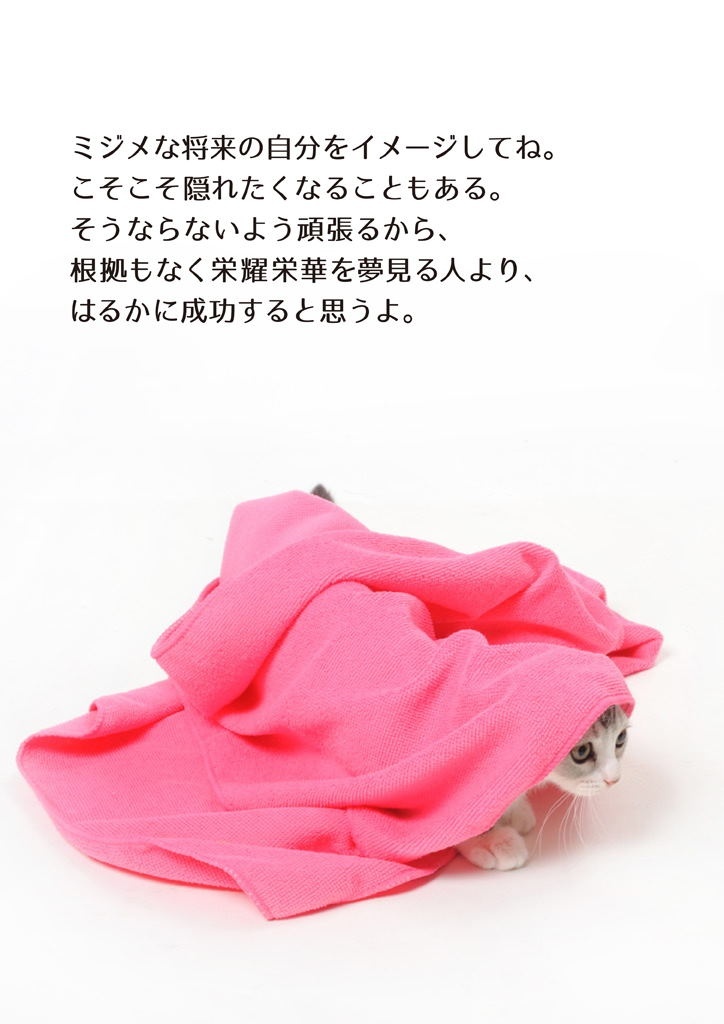 ミジメな将来の自分をイメージしてね。
こそこそ隠れたくなることもある。
そうならないよう頑張るから、
根拠もなく栄耀栄華を夢見る人より、
はるかに成功すると思うよ。